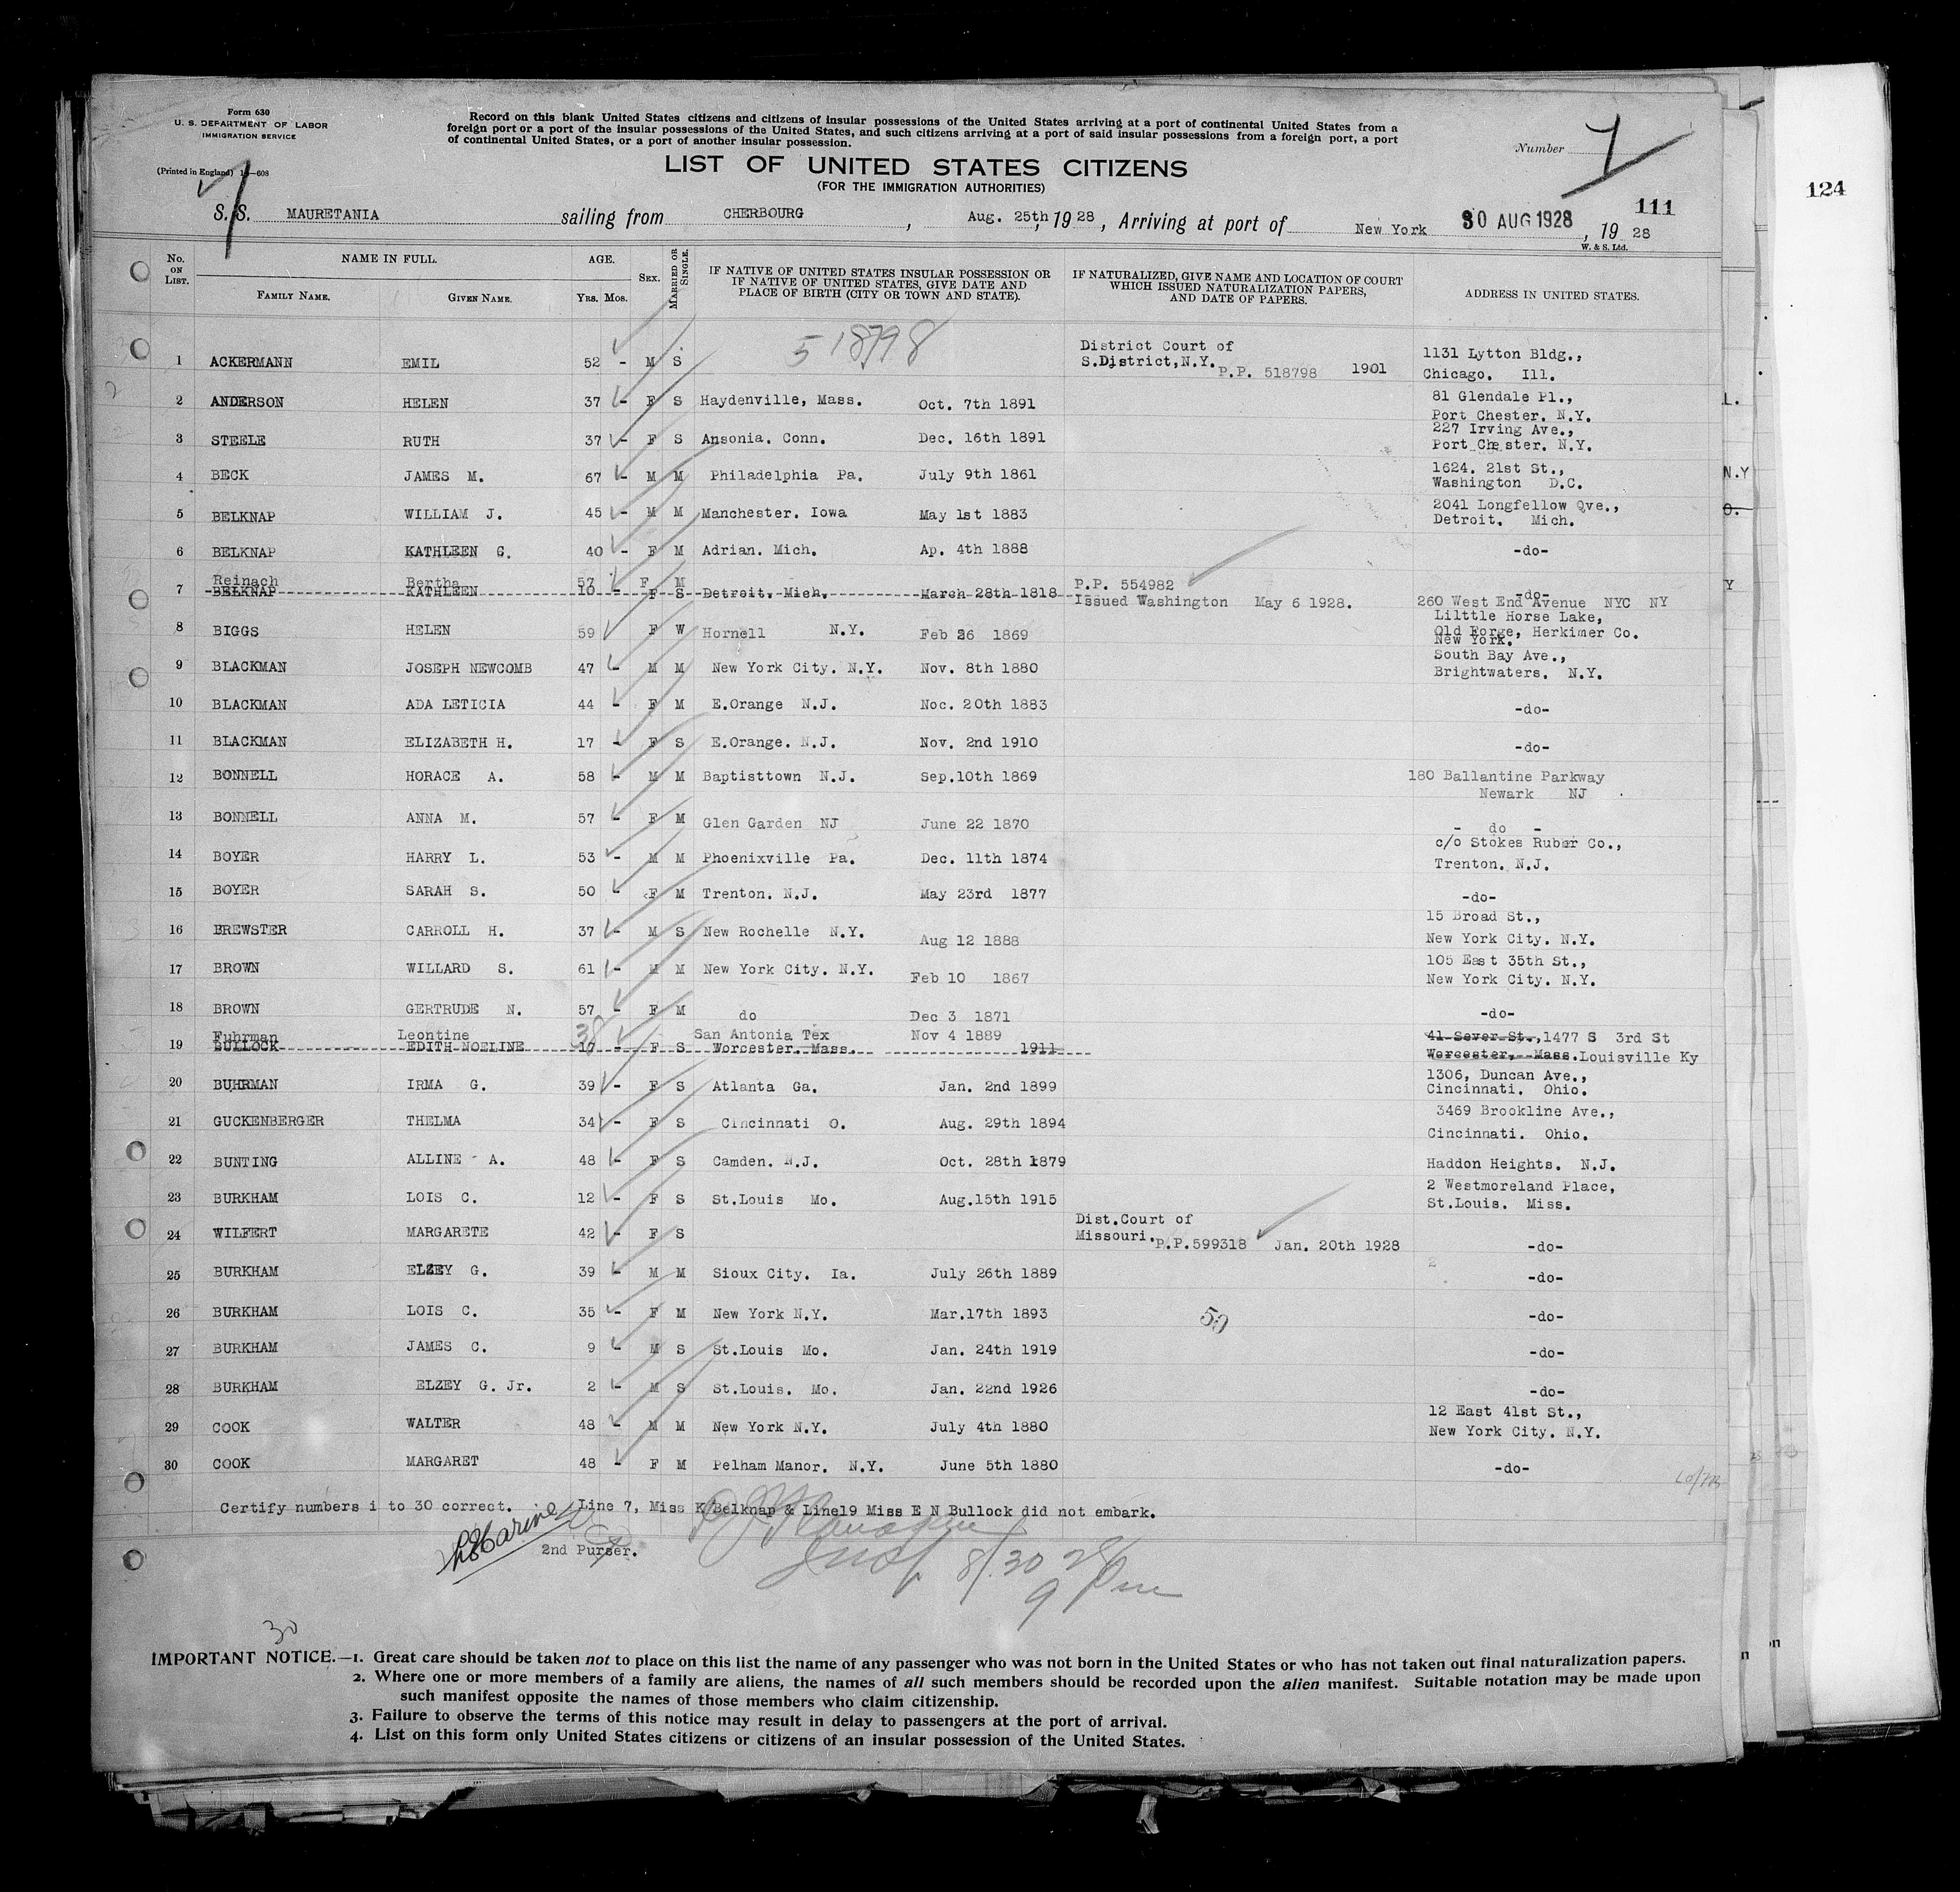 Form 630
U. S. DEPARTMENT OF LABOR
IMMIGRATION SERVICE
(Printed in England) 14—608
Record on this blank United States citizens and citizens of insular possessions of the United States arriving at a port of continental United States from a
foreign port or a port of the insular possessions of the United States, and such citizens arriving at a port of said insular possessions from a foreign port, a port
of continental United States, or a port of another insular possession.
LIST OF UNITED STATES CITIZENS
(FOR THE IMMIGRATION AUTHORITIES)
Number
111
124
S.S. MAURETANIA sailing from CHERBOURG, Aug. 25th, 1928, Arriving at port of New York 30 AUG 1928, 19 28
W. & S. Ltd.
No. ON LIST. NAME IN FULL. AGE. SEX. MARRIED OR SINGLE. IF NATIVE OF UNITED STATES INSULAR POSSESSION OR IF NATIVE OF UNITED STATES, GIVE DATE AND PLACE OF BIRTH (CITY OR TOWN AND STATE). IF NATURALIZED, GIVE NAME AND LOCATION OF COURT WHICH ISSUED NATURALIZATION PAPERS, AND DATE OF PAPERS. ADDRESS IN UNITED STATES.
FAMILY NAME. GIVEN NAME. YRS. MOS.
518798
1 ACKERMANN EMIL 52 - M S District Court of S.District,N.Y. P.P. 518798 1901 1131 Lytton Bldg., Chicago. Ill.
2 ANDERSON HELEN 37 - F S Haydenville, Mass. Oct. 7th 1891 81 Glendale Pl., Port Chester. N.Y.
3 STEELE RUTH 37 - F S Ansonia. Conn. Dec. 16th 1891 227 Irving Ave., Port Chester. N.Y.
4 BECK JAMES M. 67 - M M Philadelphia Pa. July 9th 1861 1624. 21st St., Washington D.C.
5 BELKNAP WILLIAM J. 45 - M M Manchester. Iowa May 1st 1883 2041 Longfellow Qve., Detroit. Mich.
6 BELKNAP KATHLEEN G. 40 - F M Adrian. Mich. Ap. 4th 1888 -do-
Reinach Bertha 57 F M P.P. 554982
7 BELKNAP KATHLEEN 10 - F S Detroit. Mich. March 28th 1818 Issued Washington May 6 1928. -do- 260 West End Avenue NYC NY
8 BIGGS HELEN 59 F W Hornell N.Y. Feb 26 1869 Lilttle Horse Lake, Old Forge, Herkimer Co. New York.
9 BLACKMAN JOSEPH NEWCOMB 47 - M M New York City. N.Y. Nov. 8th 1880 South Bay Ave., Brightwaters. N.Y.
10 BLACKMAN ADA LETICIA 44 - F M E.Orange N.J. Noc. 20th 1883 -do-
11 BLACKMAN ELIZABETH H. 17 - F S E.Orange. N.J. Nov. 2nd 1910 -do-
12 BONNELL HORACE A. 58 - M M Baptisttown N.J. Sep.10th 1869 180 Ballantine Parkway Newark NJ
13 BONNELL ANNA M. 57 - F M Glen Garden NJ June 22 1870 - do -
14 BOYER HARRY L. 53 - M M Phoenixville Pa. Dec. 11th 1874 c/o Stokes Ruber Co., Trenton. N.J.
15 BOYER SARAH S. 50 - F M Trenton. N.J. May 23rd 1877 -do-
16 BREWSTER CARROLL H. 37 - M S New Rochelle N.Y. Aug 12 1888 15 Broad St., New York City. N.Y.
17 BROWN WILLARD S. 61 - M M New York City. N.Y. Feb 10 1867 105 East 35th St., New York City. N.Y.
18 BROWN GERTRUDE N. 57 - F M do Dec 3 1871 -do-
Fuhrman Leontine 38 San Antonia Tex Nov 4 1889 41 Sever St., 1477 S 3rd St
19 BULLOCK EDITH NOELINE 17 - F S Worcester. Mass. 1911 Worcester, Mass. Louisville Ky
20 BUHRMAN IRMA G. 39 - F S Atlanta Ga. Jan. 2nd 1899 1306, Duncan Ave., Cincinnati. Ohio.
21 GUCKENBERGER THELMA 34 - F S Cincinnati O. Aug. 29th 1894 3469 Brookline Ave., Cincinnati. Ohio.
22 BUNTING ALLINE A. 48 - F S Camden. N.J. Oct. 28th 1879 Haddon Heights. N.J.
23 BURKHAM LOIS C. 12 - F S St.Louis Mo. Aug.15th 1915 2 Westmoreland Place, St.Louis. Miss.
24 WILFERT MARGARETE 42 - F S Dist.Court of Missouri. P.P.599318 Jan. 20th 1928 -do-
25 BURKHAM ELZEY G. 39 - M M Sioux City. Ia. July 26th 1889 -do-
26 BURKHAM LOIS C. 35 - F M New York N.Y. Mar.17th 1893 -do-
50
27 BURKHAM JAMES C. 9 - M S St.Louis Mo. Jan. 24th 1919 -do-
28 BURKHAM ELZEY G. Jr. 2 - M S St.Louis. Mo. Jan. 22nd 1926 -do-
29 COOK WALTER 48 - M M New York N.Y. July 4th 1880 12 East 41st St., New York City. N.Y.
30 COOK MARGARET 48 - F M Pelham Manor. N.Y. June 5th 1880 -do-
Certify numbers i to 30 correct. Line 7, Miss K Belknap & Line19 Miss E N Bullock did not embark.
2nd Purser.
Insp 8/30 28
9 Pm
30
IMPORTANT NOTICE.—1. Great care should be taken not to place on this list the name of any passenger who was not born in the United States or who has not taken out final naturalization papers.
2. Where one or more members of a family are aliens, the names of all such members should be recorded upon the alien manifest. Suitable notation may be made upon
such manifest opposite the names of those members who claim citizenship.
3. Failure to observe the terms of this notice may result in delay to passengers at the port of arrival.
4. List on this form only United States citizens or citizens of an insular possession of the United States.